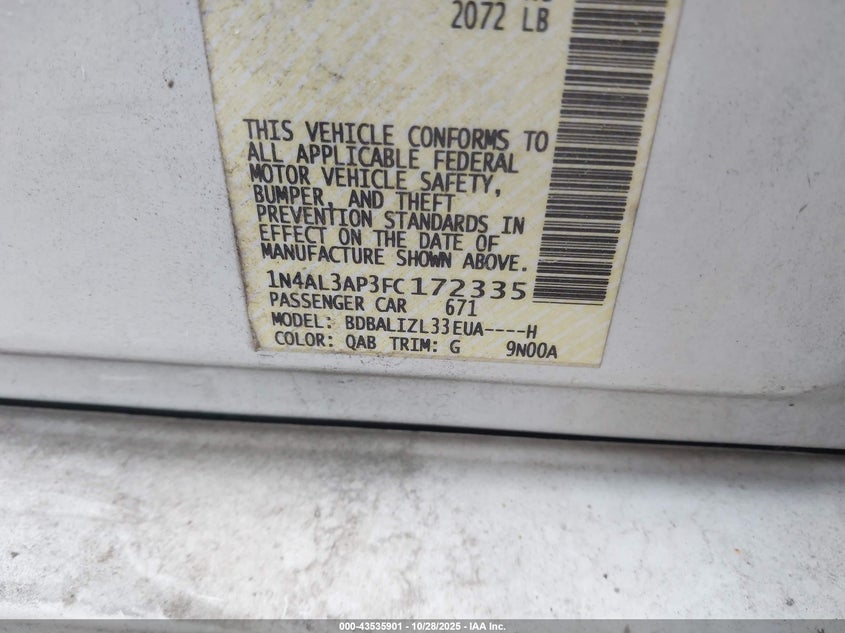 2072 LB
THIS VEHICLE CONFORMS TO
ALL APPLICABLE FEDERAL
MOTOR VEHICLE SAFETY,
BUMPER, AND THEFT
PREVENTION STANDARDS IN
EFFECT ON THE DATE OF
MANUFACTURE SHOWN ABOVE.
1N4AL3AP3FC172335
PASSENGER CAR 671
MODEL: BDBALIZL33EUA----H
COLOR: QAB TRIM: G 9N00A
000-43535901 | 10/28/2025 - IAA Inc.